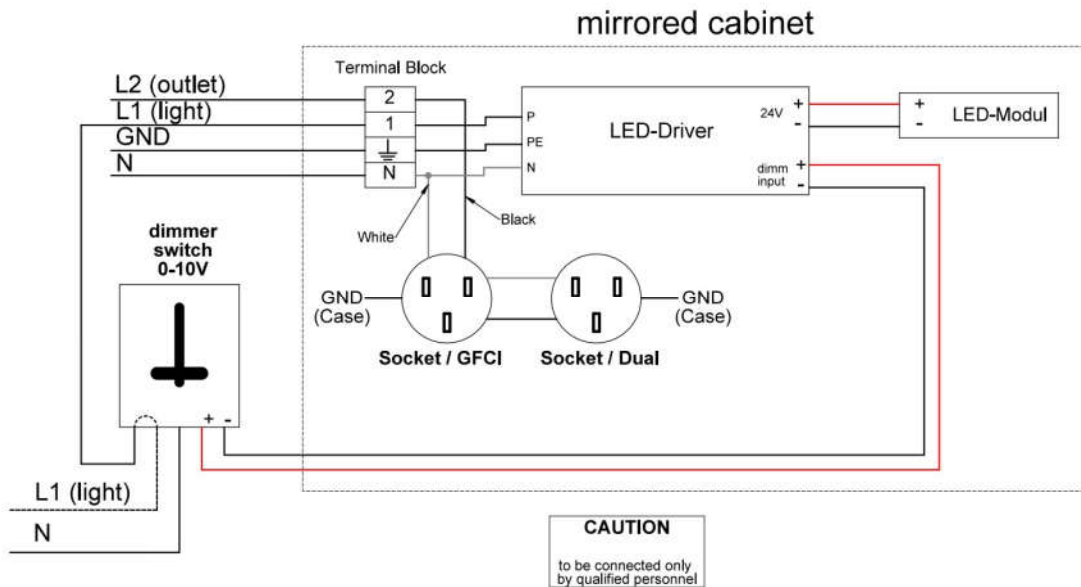 mirrored cabinet
Terminal Block
L2 (outlet)
L1 (light)
GND
N
2
1
N
P
PE
N
LED-Driver
24V
+
-
dimm
input
+
-
+
-
LED-Modul
White
Black
dimmer
switch
0-10V
+ -
GND
(Case)
GND
(Case)
Socket / GFCI
Socket / Dual
L1 (light)
N
CAUTION
to be connected only
by qualified personnel